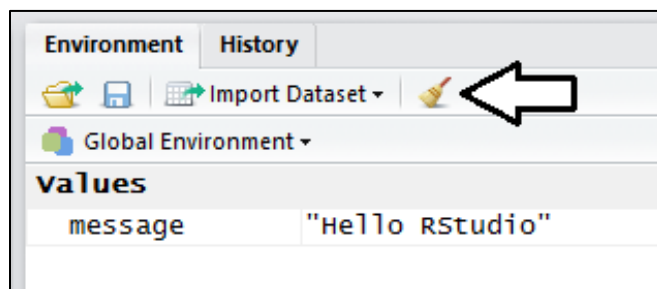 Environment History
Import Dataset
Global Environment
Values
message "Hello RStudio"